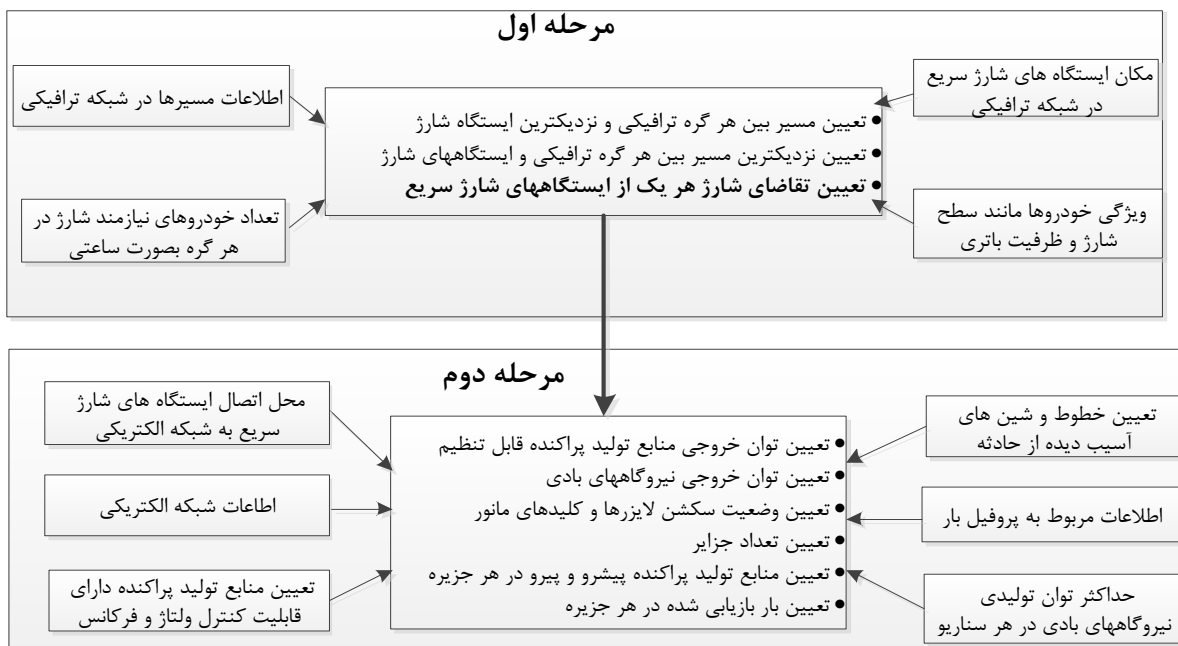 مرحله اول
مکان ایستگاه های شارژ سریع
در شبکه ترافیکی
اطلاعات مسیرها در شبکه ترافیکی
• تعیین مسیر بین هر گره ترافیکی و نزدیکترین ایستگاه شارژ
• تعیین نزدیکترین مسیر بین هر گره ترافیکی و ایستگاههای شارژ
• تعیین تقاضای شارژ هر یک از ایستگاههای شارژ سریع
ویژگی خودروها مانند سطح
شارژ و ظرفیت باتری
تعداد خودروهای نیازمند شارژ در
هر گره بصورت ساعتی
مرحله دوم
تعیین خطوط و شین های
آسیب دیده از حادثه
اطلاعات مربوط به پروفیل بار
حداکثر توان تولیدی
نیروگاههای بادی در هر سناریو
• تعیین توان خروجی منابع تولید پراکنده قابل تنظیم
• تعیین توان خروجی نیروگاههای بادی
• تعیین وضعیت سکشن لایزرها و کلیدهای مانور
• تعیین تعداد جزایر
• تعیین منابع تولید پراکنده پیشرو و پیرو در هر جزیره
• تعیین بار بازیابی شده در هر جزیره
محل اتصال ایستگاه های شارژ
سریع به شبکه الکتریکی
اطاعات شبکه الکتریکی
تعیین منابع تولید پراکنده دارای
قابلیت کنترل ولتاژ و فرکانس